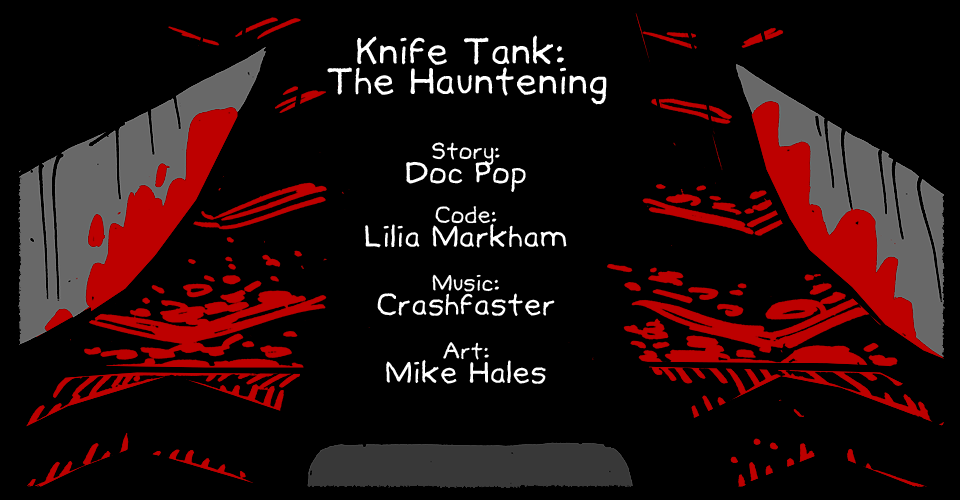 Knife Tank:
The Hauntening
Story:
Doc Pop
Code:
Lilia Markham
Music:
Crashfaster
Art:
Mike Hales